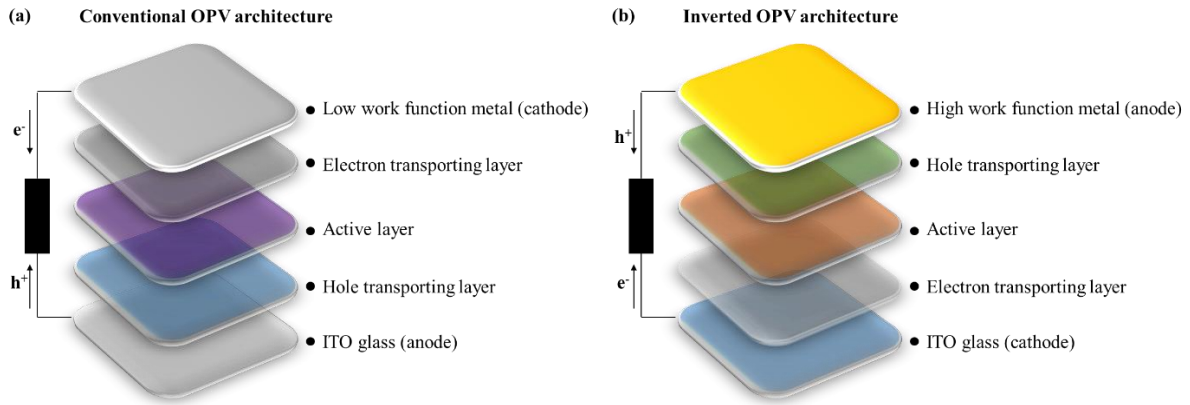 (a) Conventional OPV architecture
Low work function metal (cathode)
e-
Electron transporting layer
Active layer
h+
Hole transporting layer
ITO glass (anode)
(b) Inverted OPV architecture
High work function metal (anode)
h+
Hole transporting layer
Active layer
e-
Electron transporting layer
ITO glass (cathode)